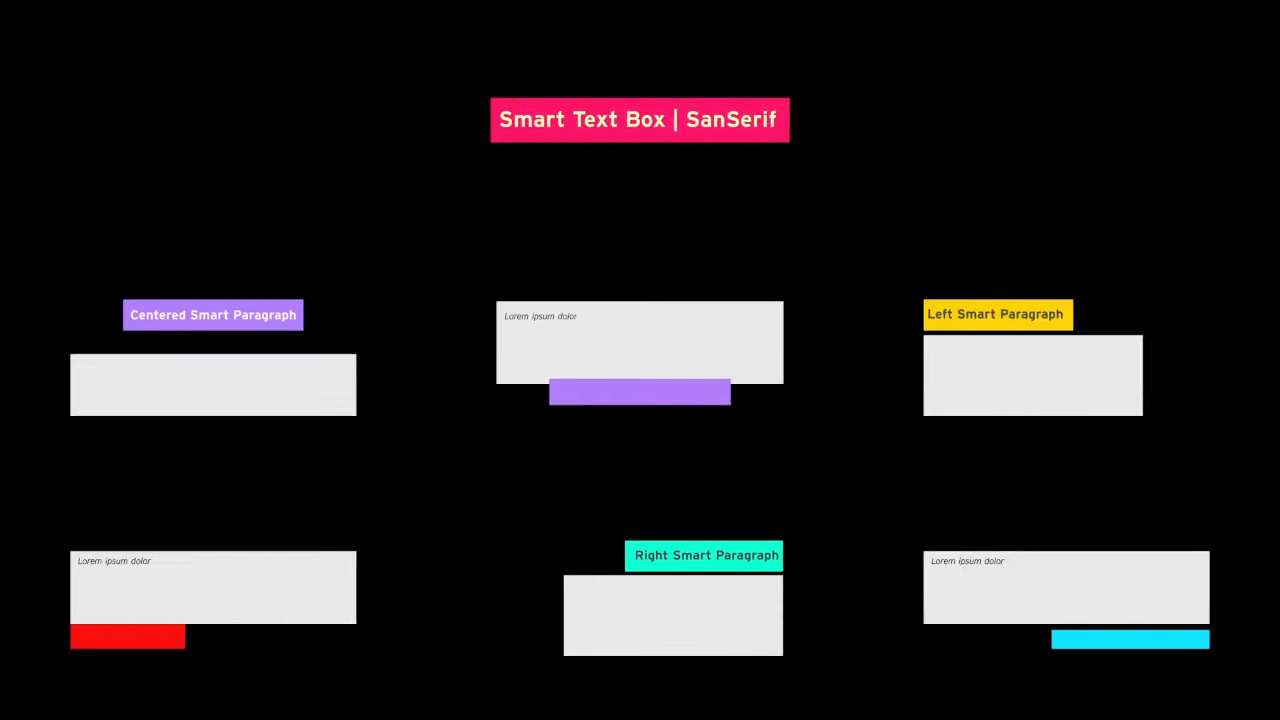 Smart Text Box | SanSerif
Centered Smart Paragraph
Lorem ipsum dolor
Left Smart Paragraph
Lorem ipsum dolor
Right Smart Paragraph
Lorem ipsum dolor